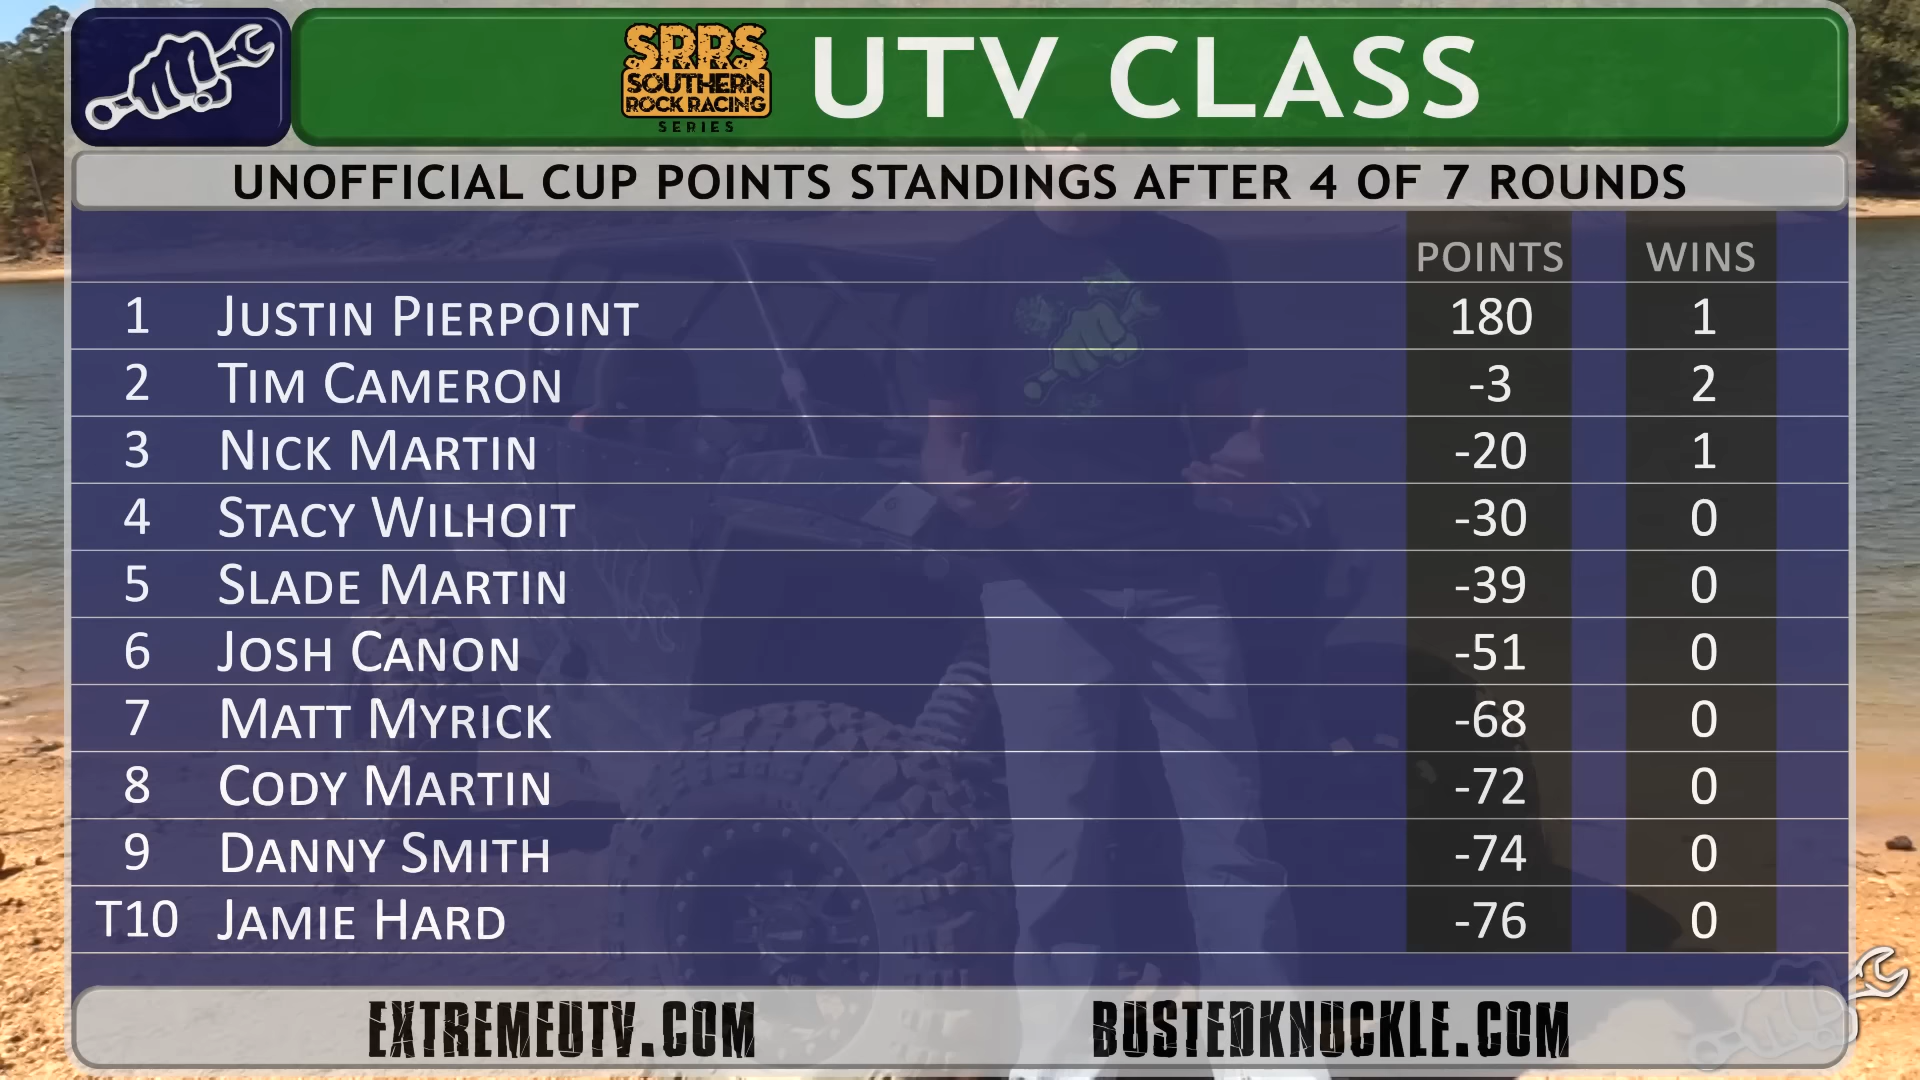 SRRS
SOUTHERN
ROCK RACING
SERIES
UTV CLASS
UNOFFICIAL CUP POINTS STANDINGS AFTER 4 OF 7 ROUNDS
POINTS WINS
1 JUSTIN PIERPOINT 180 1
2 TIM CAMERON -3 2
3 NICK MARTIN -20 1
4 STACY WILHOIT -30 0
5 SLADE MARTIN -39 0
6 JOSH CANON -51 0
7 MATT MYRICK -68 0
8 CODY MARTIN -72 0
9 DANNY SMITH -74 0
T10 JAMIE HARD -76 0
EXTREMEUTV.COM BUSTEDKNUCKLE.COM